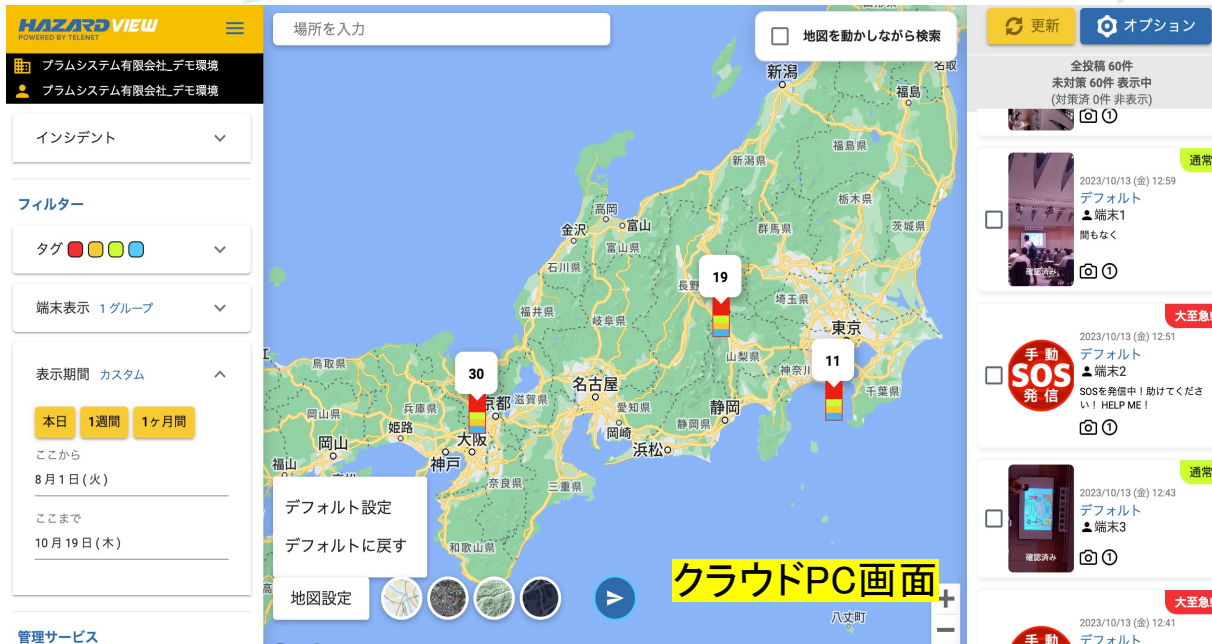 HAZARD VIEW
POWERED BY TELENET
プラムシステム有限会社_デモ環境
プラムシステム有限会社_デモ環境
インシデント
フィルター
タグ
端末表示 1 グループ
表示期間 カスタム
本日 1週間 1ヶ月間
ここから
8月1日(火)
ここまで
10月19日(木)
管理サービス
場所を入力
地図を動かしながら検索
新潟
名取
福島
福島県
新潟県
栃木県
高岡
富山
金沢
富山県
群馬県
茨城県
石川県
19
長野
埼玉県
福井県
岐阜県
東京
山梨県
11
神奈川
千葉県
鳥取県
30
京都
滋賀県
名古屋
愛知県
静岡
静岡県
岡山県
兵庫県
姫路
岡山
大阪
岡崎
浜松
福山
神戸
奈良県
三重県
和歌山県
八丈町
デフォルト設定
デフォルトに戻す
地図設定
クラウドPC画面
+
−
更新
オプション
全投稿 60件
未対策 60件 表示中
(対策済 0件 非表示)
1
通常
2023/10/13 (金) 12:59
デフォルト
端末1
間もなく
確認済み
1
大至急!
2023/10/13 (金) 12:51
デフォルト
端末2
手動
SOS
発信
SOSを発信中！助けてくださ
い！ HELP ME！
1
通常
2023/10/13 (金) 12:43
デフォルト
端末3
確認済み
1
大至急!
2023/10/13 (金) 12:41
デフォルト
手動